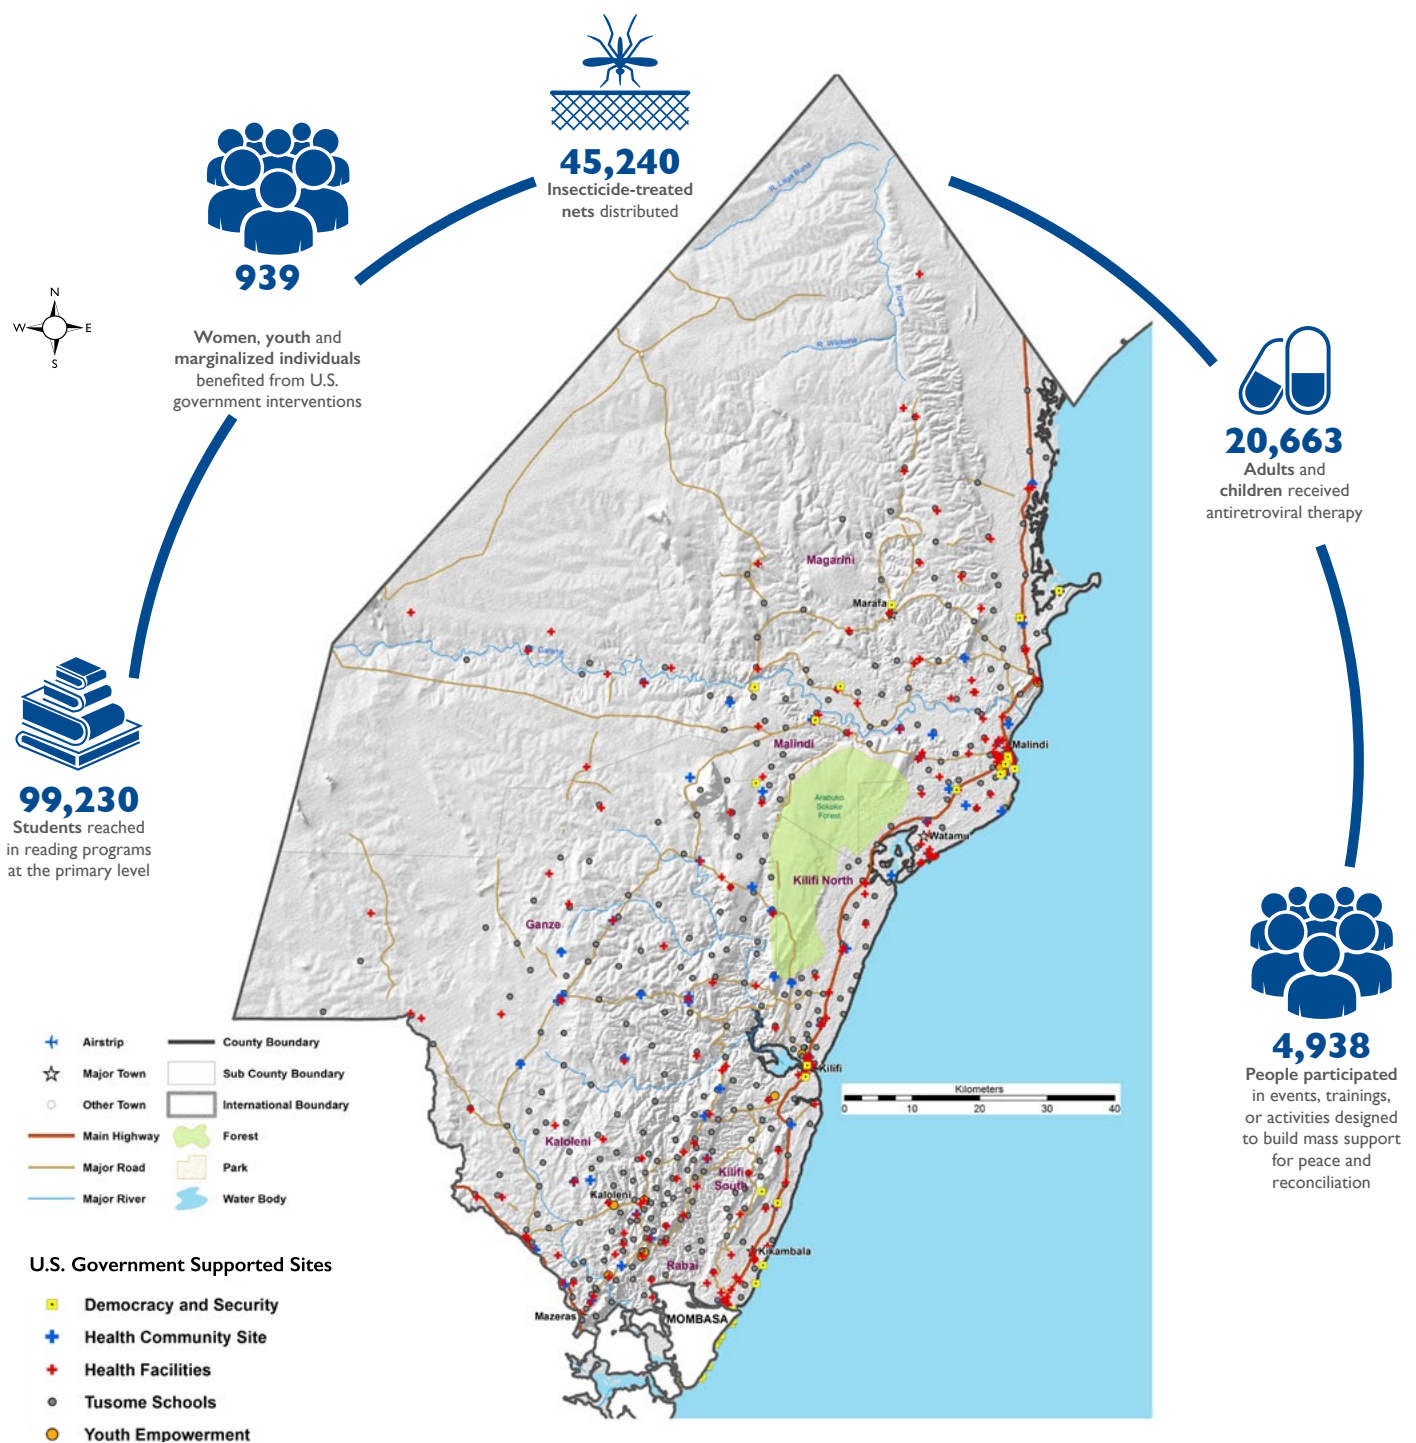 45,240
Insecticide-treated
nets distributed
939
Women, youth and
marginalized individuals
benefited from U.S.
government interventions
N
W E
S
20,663
Adults and
children received
antiretroviral therapy
99,230
Students reached
in reading programs
at the primary level
4,938
People participated
in events, trainings,
or activities designed
to build mass support
for peace and
reconciliation
R. Laga Buna
Magarini
Marafa
Malindi
Malindi
Arabuko
Sokoke
Forest
Watamu
Kilifi North
Ganze
Kilifi
Kilometers
0 10 20 30 40
Kaloleni
Kilifi
South
Kaloleni
Kikambala
Rabai
Mazeras
MOMBASA
Airstrip
Major Town
Other Town
Main Highway
Major Road
Major River
County Boundary
Sub County Boundary
International Boundary
Forest
Park
Water Body
U.S. Government Supported Sites
Democracy and Security
Health Community Site
Health Facilities
Tusome Schools
Youth Empowerment